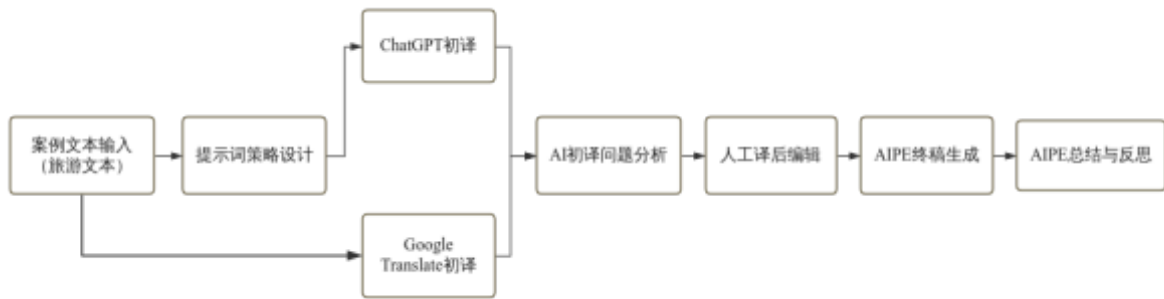 ChatGPT初译
案例文本输入
（旅游文本）
提示词策略设计
AI初译问题分析
人工译后编辑
AIPE终稿生成
AIPE总结与反思
Google
Translate初译